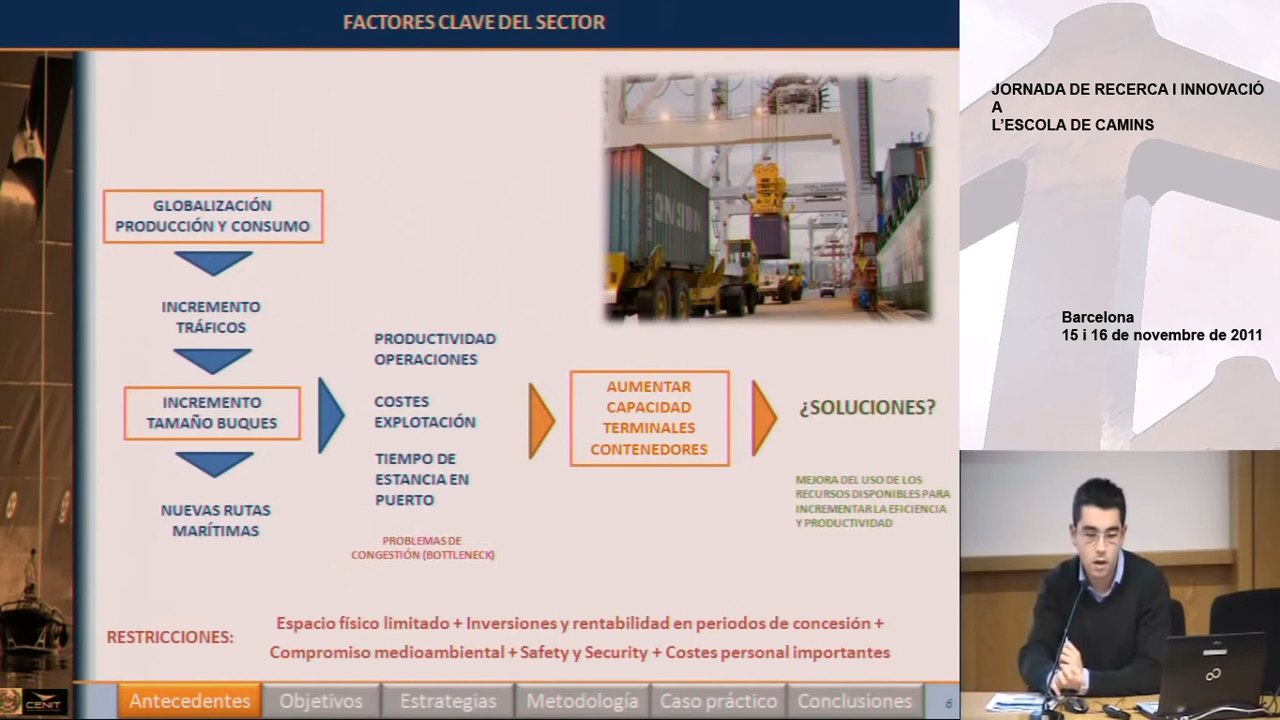 FACTORES CLAVE DEL SECTOR
GLOBALIZACIÓN
PRODUCCIÓN Y CONSUMO
INCREMENTO
TRÁFICOS
INCREMENTO
TAMAÑO BUQUES
NUEVAS RUTAS
MARÍTIMAS
PRODUCTIVIDAD
OPERACIONES
COSTES
EXPLOTACIÓN
TIEMPO DE
ESTANCIA EN
PUERTO
PROBLEMAS DE
CONGESTIÓN (BOTTLENECK)
AUMENTAR
CAPACIDAD
TERMINALES
CONTENEDORES
¿SOLUCIONES?
MEJORA DEL USO DE LOS
RECURSOS DISPONIBLES PARA
INCREMENTAR LA EFICIENCIA
Y PRODUCTIVIDAD
RESTRICCIONES:
Espacio físico limitado + Inversiones y rentabilidad en periodos de concesión +
Compromiso medioambiental + Safety y Security + Costes personal importantes
CENIT
Antecedentes
Objetivos
Estrategias
Metodología
Caso práctico
Conclusiones
6
JORNADA DE RECERCA I INNOVACIÓ
A
L'ESCOLA DE CAMINS
Barcelona
15 i 16 de novembre de 2011